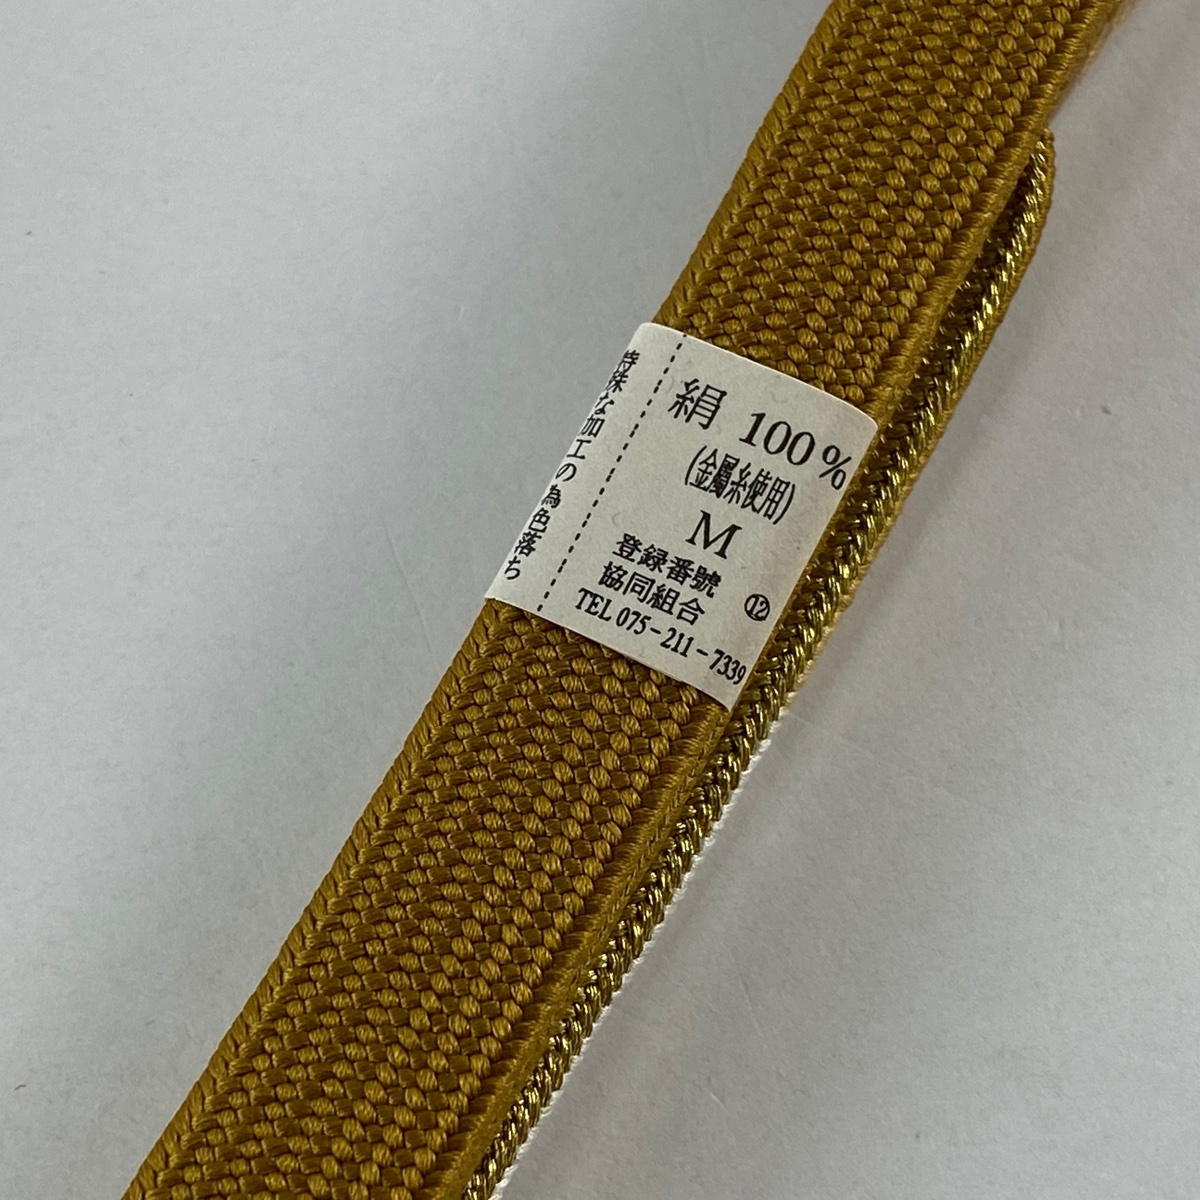 特殊な加工の為色落ち
絹 100%
(金属糸使用)
M
登録番號 ⑫
協同組合
TEL 075-211-7339